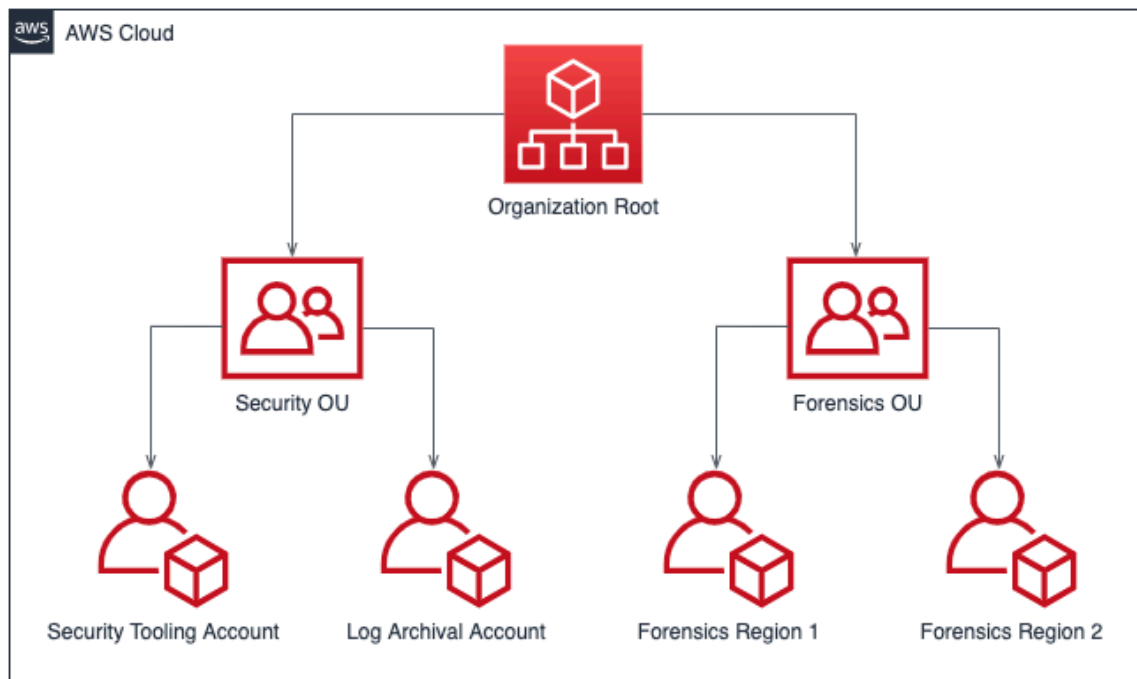 aws
AWS Cloud
Organization Root
Security OU
Forensics OU
Security Tooling Account
Log Archival Account
Forensics Region 1
Forensics Region 2